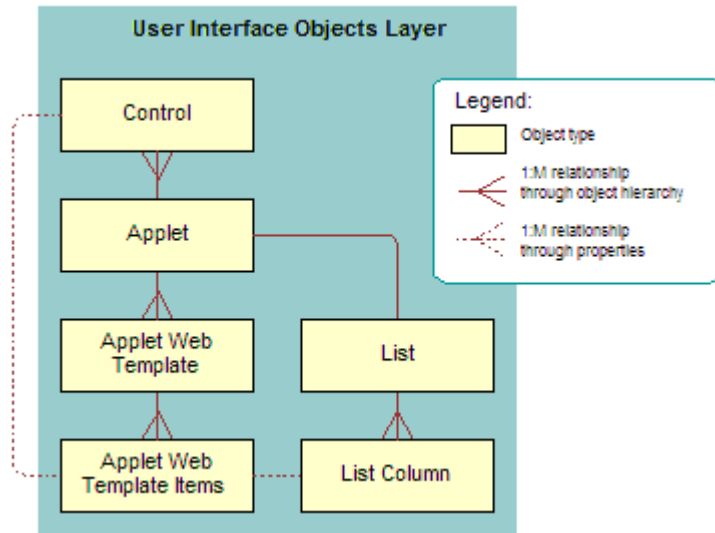 User Interface Objects Layer
Control
Applet
Applet Web
Template
Applet Web
Template Items
List
List Column
Legend:
Object type
1:M relationship
through object hierarchy
1:M relationship
through properties